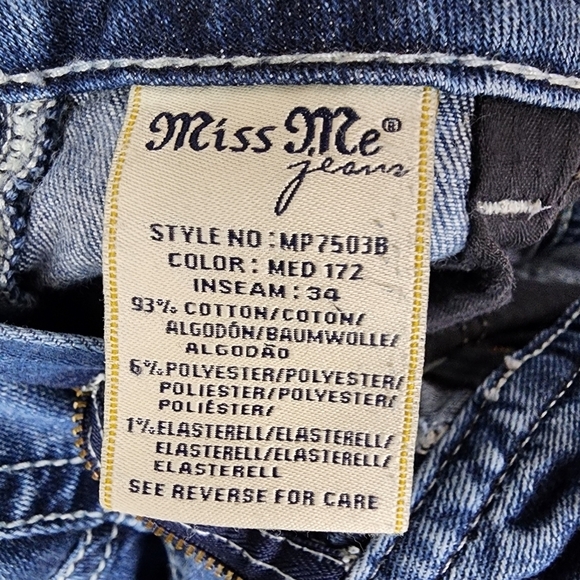 Miss Me®
jeans
STYLE NO : MP7503B
COLOR : MED 172
INSEAM : 34
93% COTTON/COTON/
ALGODÓN/BAUMWOLLE/
ALGODÃO
6% POLYESTER/POLYESTER/
POLIESTER/POLYESTER/
POLIÉSTER/
1% ELASTERELL/ELASTERELL/
ELASTERELL/ELASTERELL/
ELASTERELL
SEE REVERSE FOR CARE